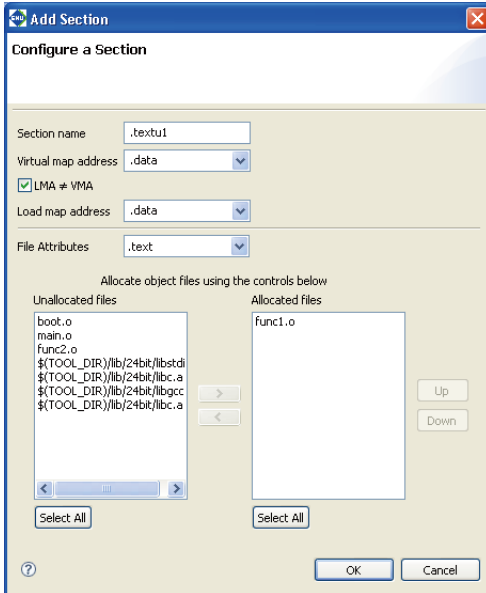 GNU Add Section
Configure a Section
Section name .textu1
Virtual map address .data
LMA ≠ VMA
Load map address .data
File Attributes .text
Allocate object files using the controls below
Unallocated files
boot.o
main.o
func2.o
$(TOOL_DIR)/lib/24bit/libstdi
$(TOOL_DIR)/lib/24bit/libc.a
$(TOOL_DIR)/lib/24bit/libgcc
$(TOOL_DIR)/lib/24bit/libc.a
Select All
>
<
Allocated files
func1.o
Select All
Up
Down
?
OK
Cancel